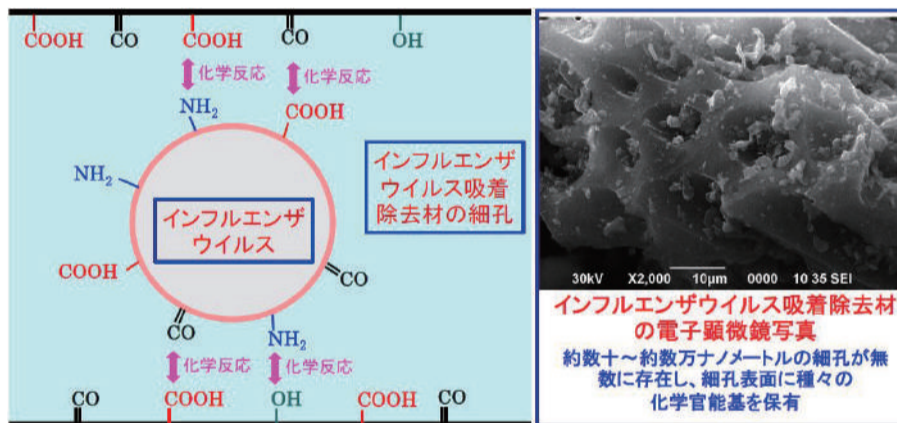 COOH CO COOH CO OH
化学反応 化学反応
NH2 COOH
NH2
インフルエンザ
ウイルス吸着
除去材の細孔
インフルエンザ
ウイルス
COOH CO
CO NH2
化学反応 化学反応
CO COOH OH COOH CO
30kV X2,000 10μm 0000 10 35 SEI
インフルエンザウイルス吸着除去材
の電子顕微鏡写真
約数十～約数万ナノメートルの細孔が無
数に存在し、細孔表面に種々の
化学官能基を保有